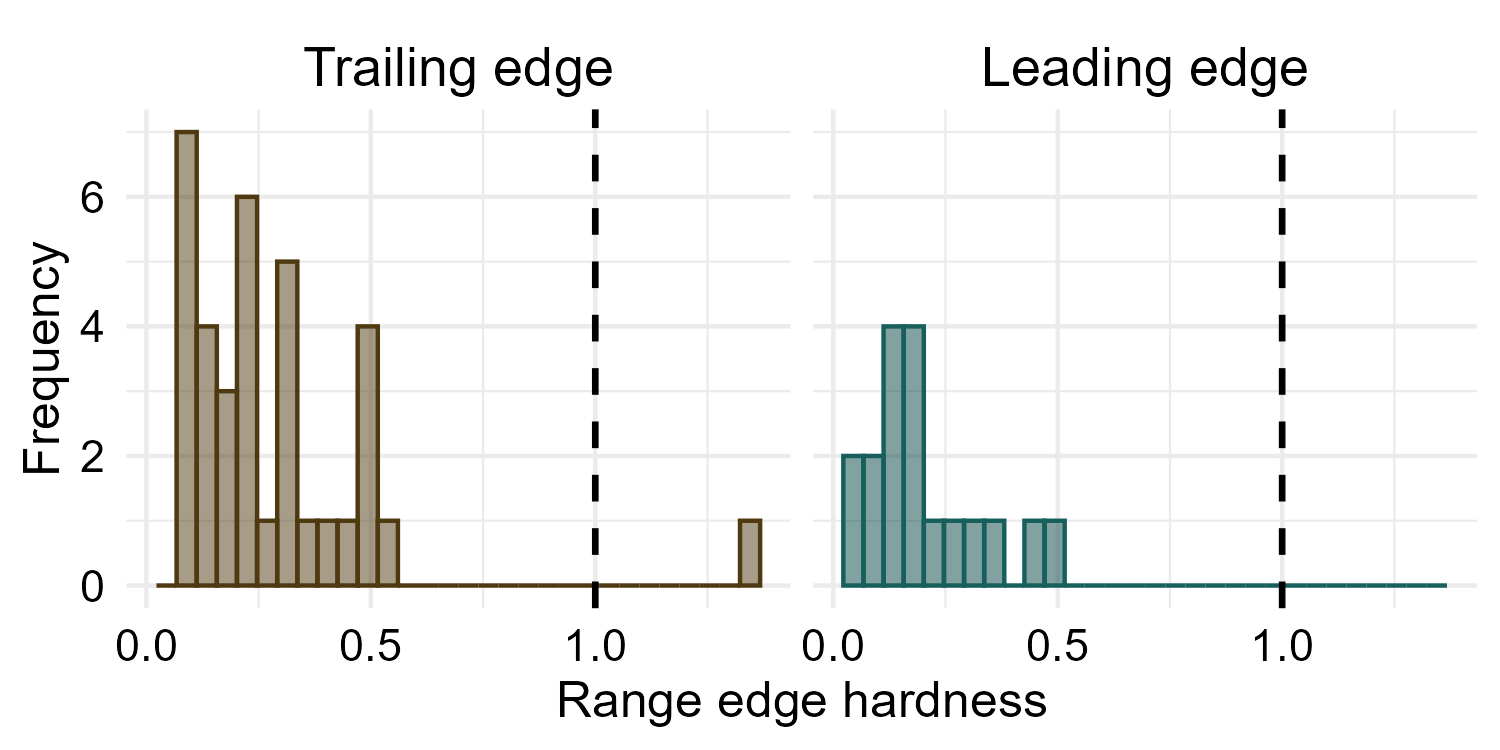 Trailing edge
Leading edge
Frequency
6
4
2
0
0.0 0.5 1.0
0.0 0.5 1.0
Range edge hardness